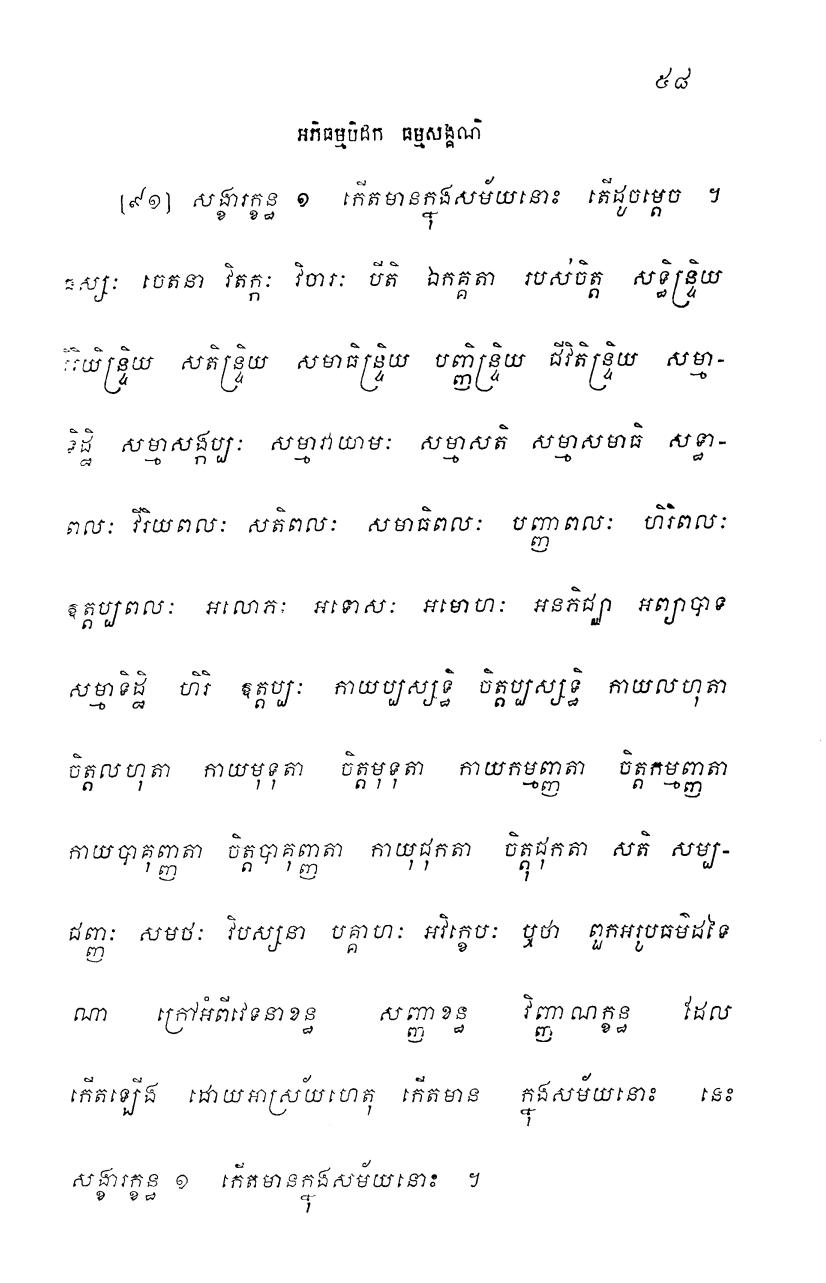 ៥៨
អភិធម្មបិដក ធម្មសង្គណិ
[៩១] សង្ខារក្ខន្ធ ១ កើតមានក្នុងសម័យនោះ តើដូចម្តេច ។
ផស្សៈ ចេតនា វិតក្កៈ វិចារៈ បីតិ ឯកគ្គតា របស់ចិត្ត សទ្ធិន្ទ្រិយ
វីរិយិន្ទ្រិយ សតិន្ទ្រិយ សមាធិន្ទ្រិយ បញ្ញិន្ទ្រិយ ជីវិតិន្ទ្រិយ សម្មា-
ទិដ្ឋិ សម្មាសង្កប្បៈ សម្មាវាយាមៈ សម្មាសតិ សម្មាសមាធិ សទ្ធា-
ពលៈ វីរិយពលៈ សតិពលៈ សមាធិពលៈ បញ្ញាពលៈ ហិរិពលៈ
ឧត្តប្បពលៈ អលោភៈ អទោសៈ អមោហៈ អនភិជ្ឈា អព្យាបាទ
សម្មាទិដ្ឋិ ហិរិ ឧត្តប្បៈ កាយប្បស្សទ្ធិ ចិត្តប្បស្សទ្ធិ កាយលហុតា
ចិត្តលហុតា កាយមុទុតា ចិត្តមុទុតា កាយកម្មញ្ញតា ចិត្តកម្មញ្ញតា
កាយបាគុញ្ញតា ចិត្តបាគុញ្ញតា កាយុជុកតា ចិត្តុជុកតា សតិ សម្ប-
ជញ្ញៈ សមថៈ វិបស្សនា បគ្គាហៈ អវិក្ខេបៈ ឬថា ពួកអរូបធម៌ដទៃ
ណា ក្រៅអំពីវេទនាខន្ធ សញ្ញាខន្ធ វិញ្ញាណក្ខន្ធ ដែល
កើតឡើង ដោយអាស្រ័យហេតុ កើតមាន ក្នុងសម័យនោះ នេះ
សង្ខារក្ខន្ធ ១ កើតមានក្នុងសម័យនោះ ។